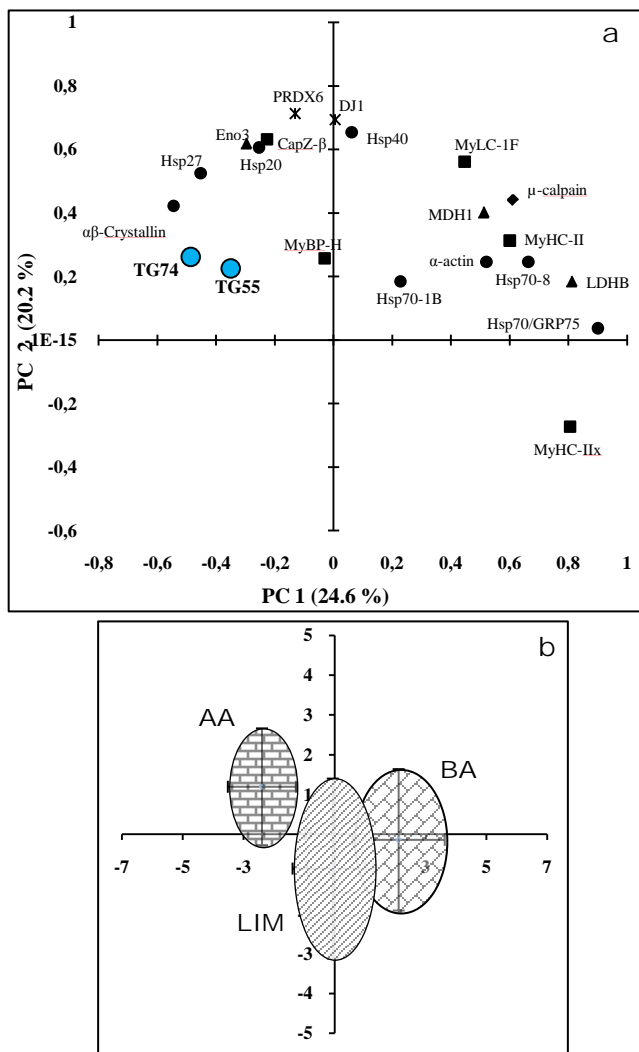 a
1
0,8
PRDX6
DJ1
Eno3
CapZ-β
Hsp40
0,6
Hsp20
MyLC-1F
Hsp27
μ-calpain
0,4
MDH1
αβ-Crystallin
MyBP-H
MyHC-II
TG74
TG55
α-actin
0,2
Hsp70-8
LDHB
Hsp70-1B
Hsp70/GRP75
1E-15
-0,2
MyHC-IIx
-0,4
-0,6
PC 2 (20.2 %)
-0,8 -0,6 -0,4 -0,2 0 0,2 0,4 0,6 0,8 1
PC 1 (24.6 %)
b
5
4
3
AA
2
BA
1
-7 -3 3 5 7
LIM
-3
-4
-5